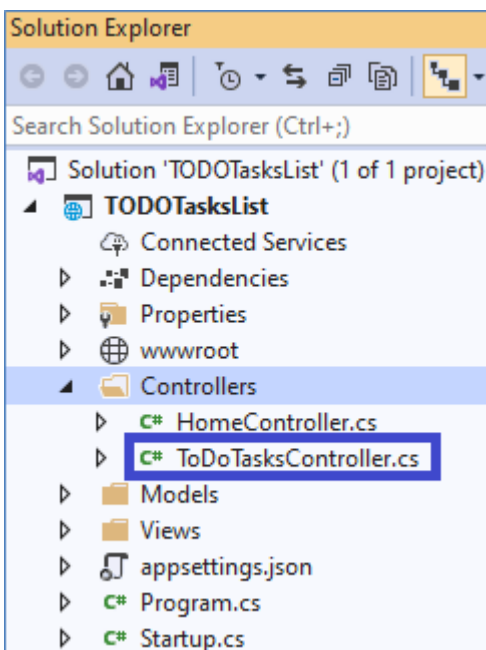 Solution Explorer
Search Solution Explorer (Ctrl+;)
Solution 'TODOTasksList' (1 of 1 project)
TODOTasksList
Connected Services
Dependencies
Properties
wwwroot
Controllers
C# HomeController.cs
C# ToDoTasksController.cs
Models
Views
appsettings.json
C# Program.cs
C# Startup.cs